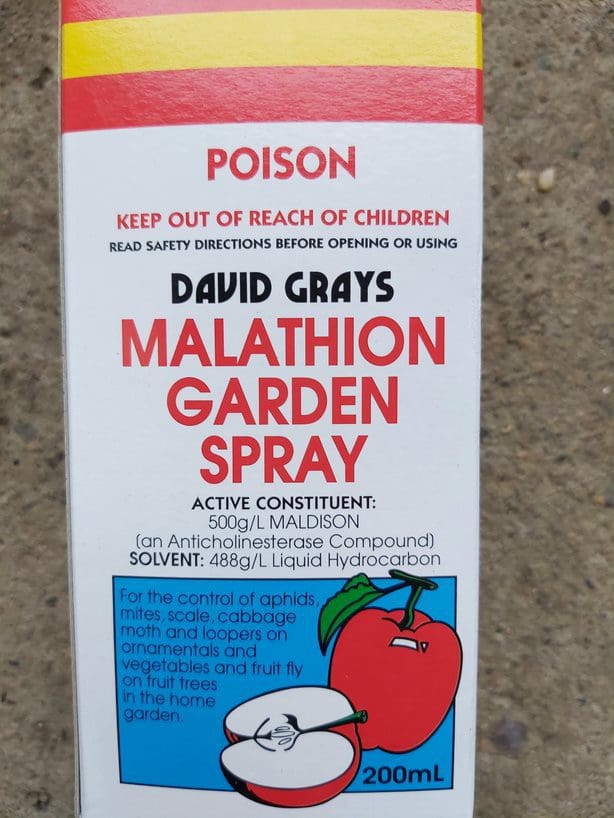 POISON
KEEP OUT OF REACH OF CHILDREN
READ SAFETY DIRECTIONS BEFORE OPENING OR USING
DAVID GRAYS
MALATHION
GARDEN
SPRAY
ACTIVE CONSTITUENT:
500g/L MALDISON
(an Anticholinesterase Compound)
SOLVENT: 488g/L Liquid Hydrocarbon
For the control of aphids,
mites, scale, cabbage
moth and loopers on
ornamentals and
vegetables and fruit fly
on fruit trees
in the home
garden.
200mL